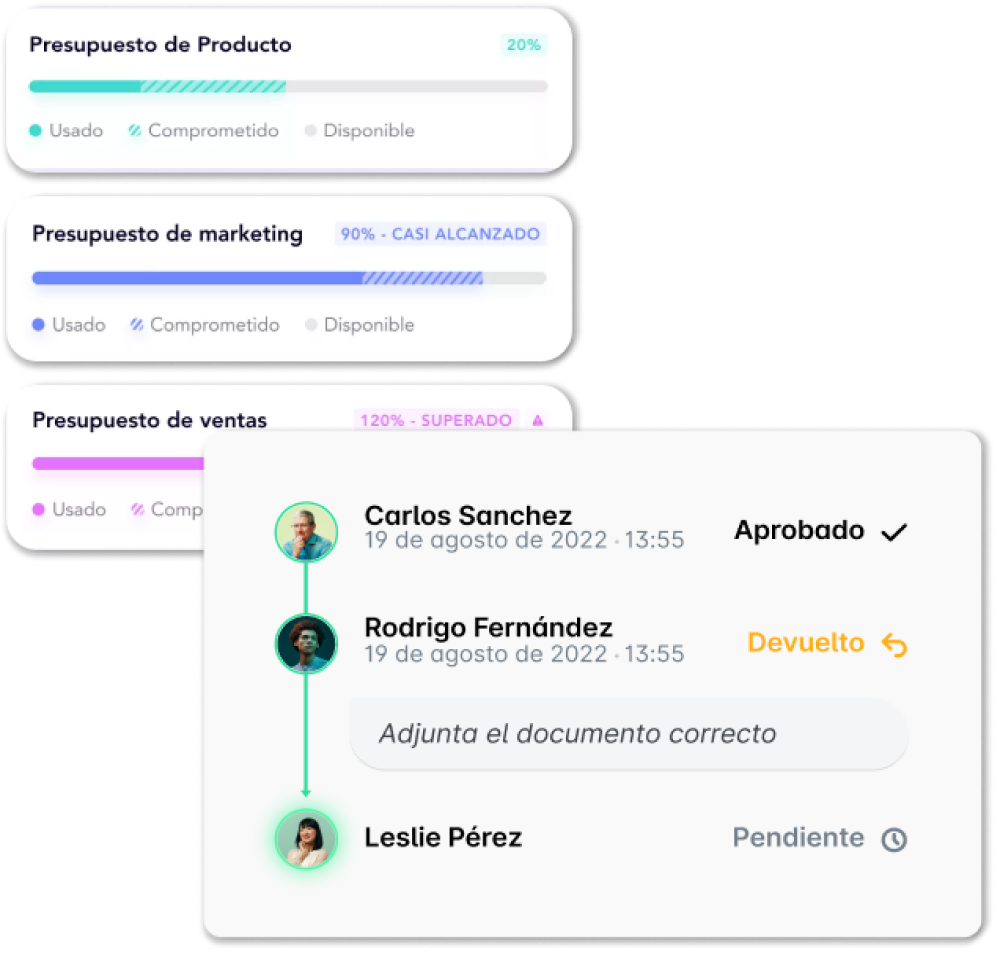 Presupuesto de Producto 20%
Usado Comprometido Disponible
Presupuesto de marketing 90% - CASI ALCANZADO
Usado Comprometido Disponible
Presupuesto de ventas 120% - SUPERADO
Usado Comp
Carlos Sanchez
19 de agosto de 2022 · 13:55
Aprobado
Rodrigo Fernández
19 de agosto de 2022 · 13:55
Devuelto
Adjunta el documento correcto
Leslie Pérez
Pendiente